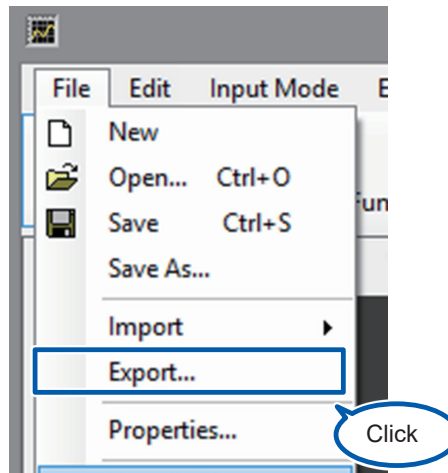 File Edit Input Mode
New
Open... Ctrl+O
Save Ctrl+S
Save As...
Import
Export...
Properties...
Click